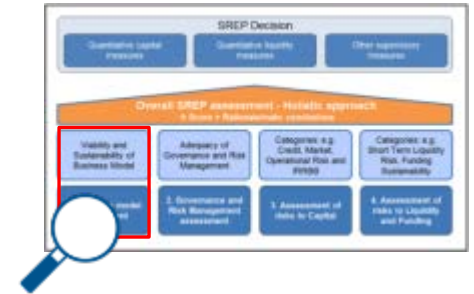 SREP Decision
Quantitative capital
measures
Quantitative liquidity
measures
Other supervisory
measures
Overall SREP assessment - Holistic approach
Viability and
Sustainability of
Business Model
Adequacy of
Governance and Risk
Management
Categories: e.g.
Credit, Market,
Operational Risk and
IRRBB
Categories: e.g.
Short Term Liquidity
Risk, Funding
Sustainability
model
2. Governance and
Risk Management
assessment
3. Assessment of
risks to Capital
4. Assessment of
risks to Liquidity
and Funding